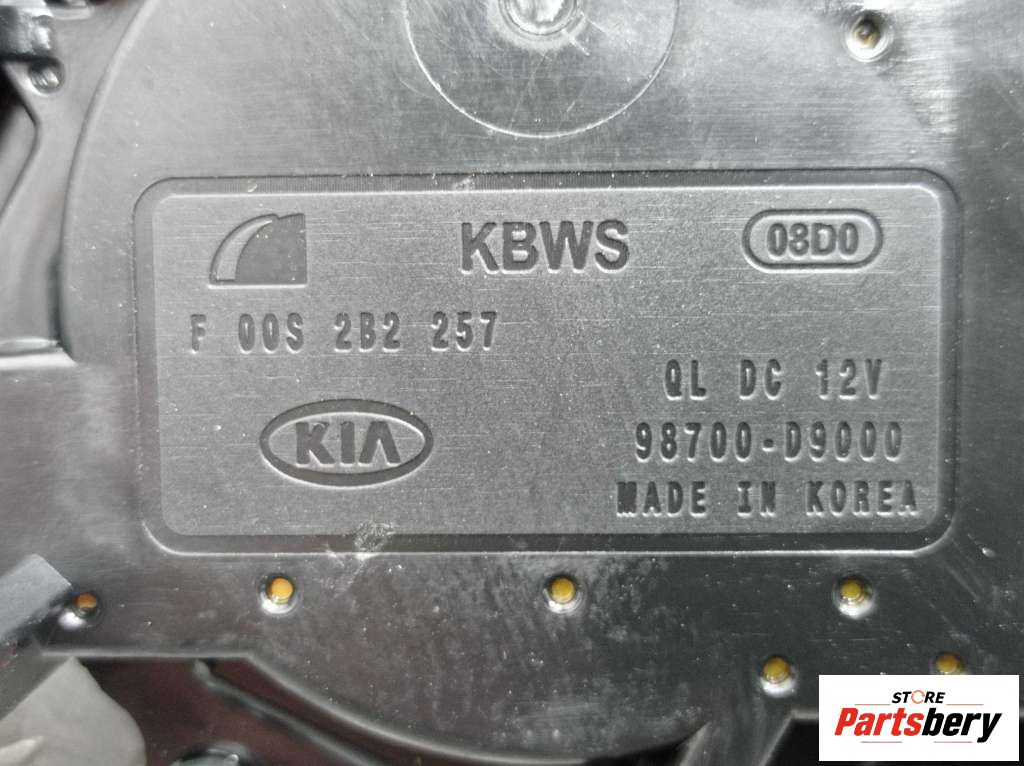 KBWS 08D0
F 00S 2B2 257
QL DC 12V
KIA 98700-D9000
MADE IN KOREA
STORE
Partsbery